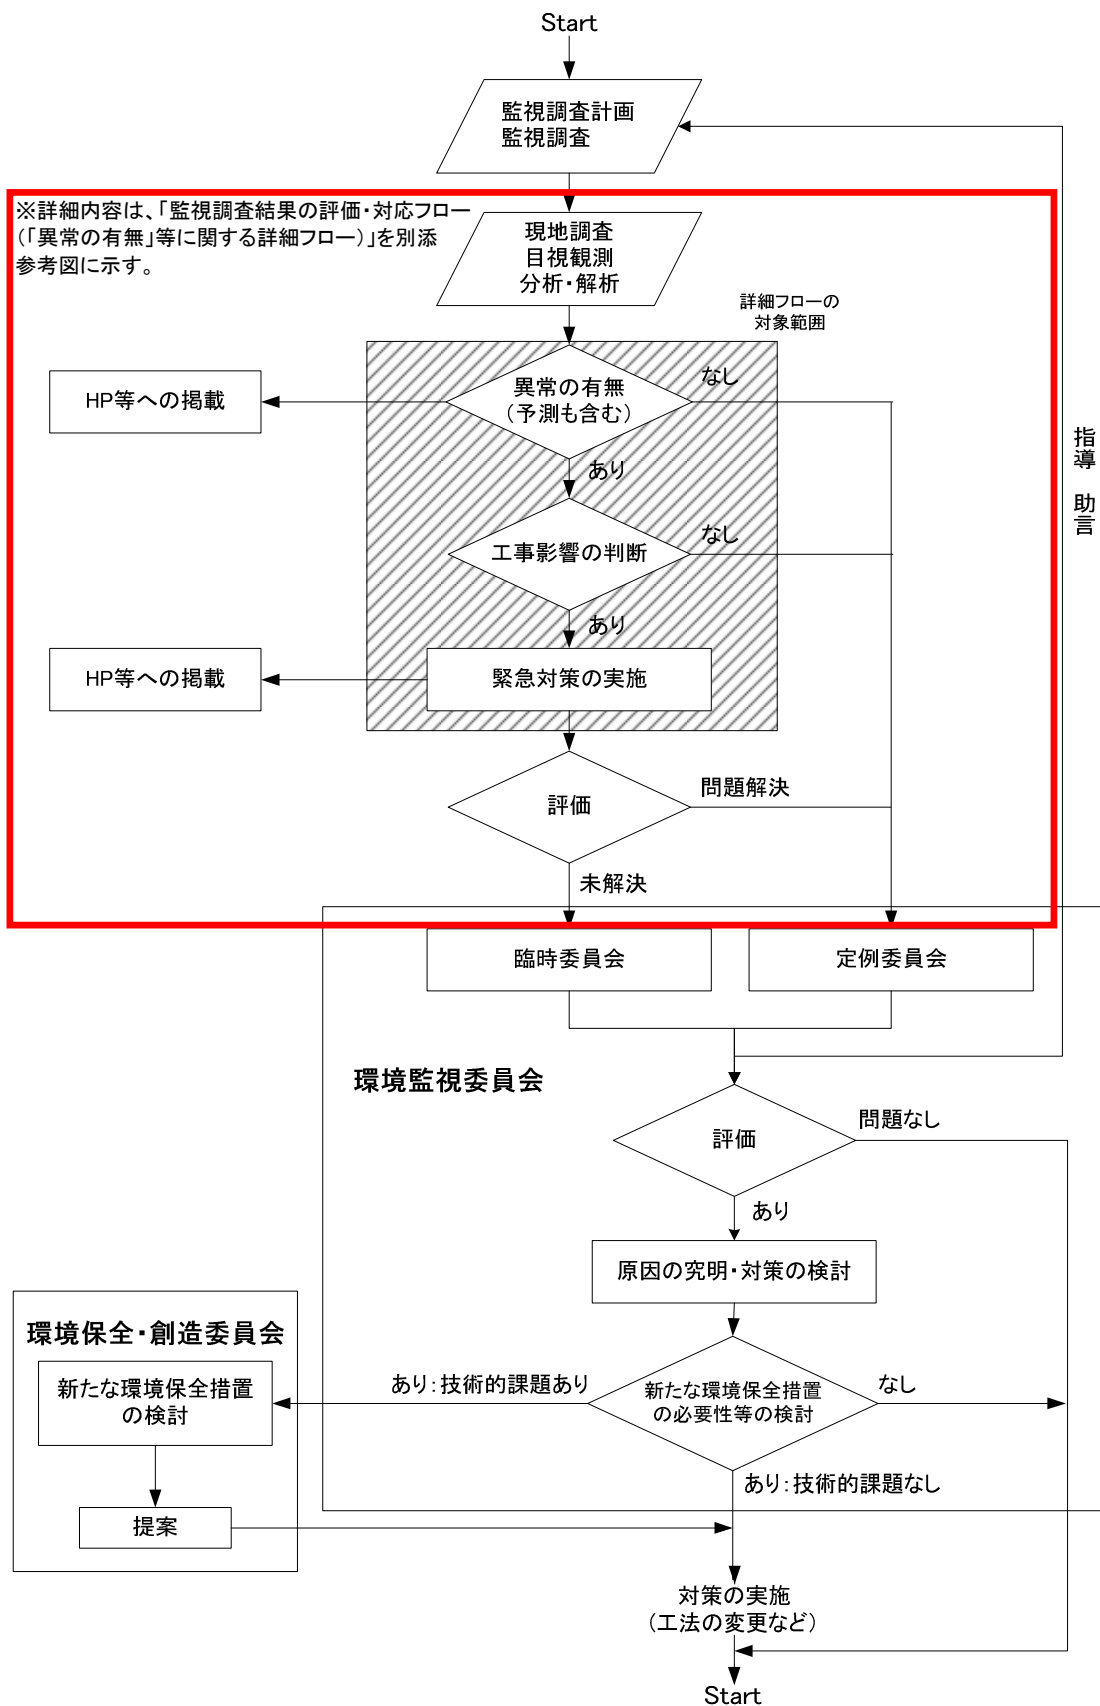 Start
監視調査計画
監視調査
※詳細内容は、「監視調査結果の評価・対応フロー
(「異常の有無」等に関する詳細フロー)」を別添
参考図に示す。
現地調査
目視観測
分析・解析
詳細フローの
対象範囲
異常の有無
(予測も含む)
なし
HP等への掲載
あり
指導 助言
工事影響の判断
なし
あり
緊急対策の実施
HP等への掲載
評価
問題解決
未解決
臨時委員会
定例委員会
環境監視委員会
評価
問題なし
あり
原因の究明・対策の検討
環境保全・創造委員会
新たな環境保全措置
の検討
あり:技術的課題あり
新たな環境保全措置
の必要性等の検討
なし
あり:技術的課題なし
提案
対策の実施
(工法の変更など)
Start